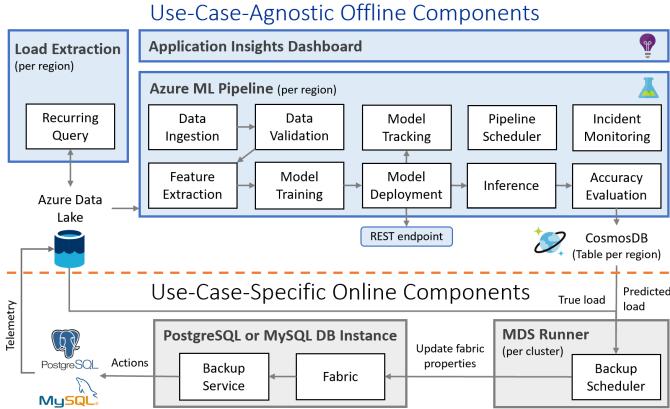 Use-Case-Agnostic Offline Components
Load Extraction
(per region)
Recurring
Query
Application Insights Dashboard
Azure ML Pipeline (per region)
Data
Ingestion
Data
Validation
Model
Tracking
Pipeline
Scheduler
Incident
Monitoring
Feature
Extraction
Model
Training
Model
Deployment
Inference
Accuracy
Evaluation
Azure Data
Lake
REST endpoint
CosmosDB
(Table per region)
Use-Case-Specific Online Components
True load
Predicted
load
Telemetry
PostgreSQL
MySQL
Actions
PostgreSQL or MySQL DB Instance
Backup
Service
Fabric
Update fabric
properties
MDS Runner
(per cluster)
Backup
Scheduler